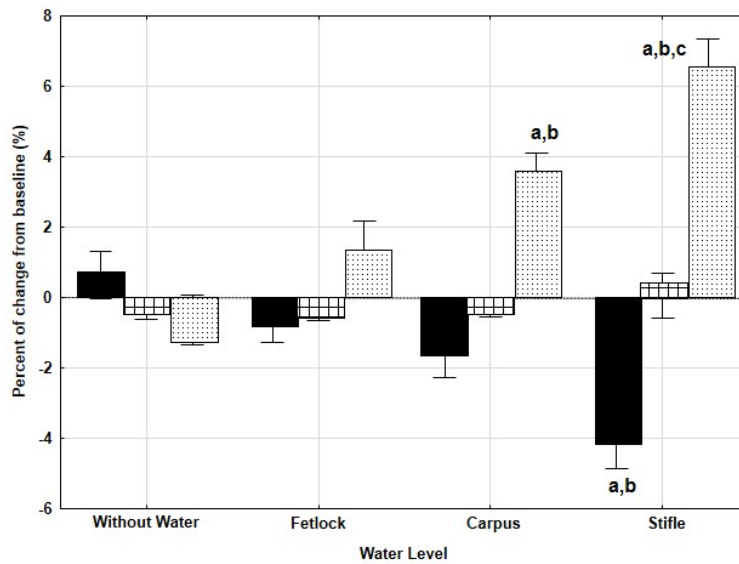 8
6
4
2
0
-2
-4
-6
Percent of change from baseline (%)
a,b
a,b,c
a,b
Without Water
Fetlock
Carpus
Stifle
Water Level